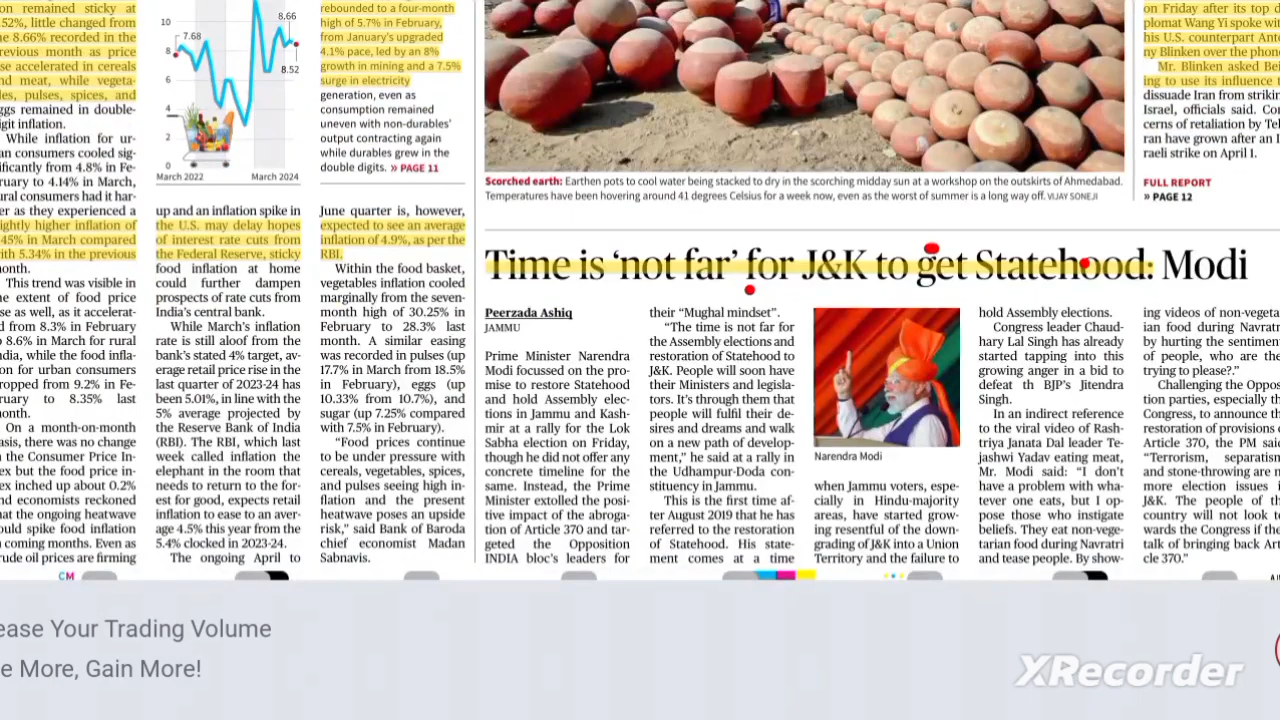 on remained sticky at
.52%, little changed from
he 8.66% recorded in the
revious month as price
se accelerated in cereals
nd meat, while vegeta-
les, pulses, spices, and
ggs remained in double-
igit inflation.
While inflation for ur-
an consumers cooled sig-
ificantly from 4.8% in Fe-
ruary to 4.14% in March,
ural consumers had it har-
er as they experienced a
ightly higher inflation of
.45% in March compared
ith 5.34% in the previous
onth.
This trend was visible in
e extent of food price
se as well, as it accelerat-
d from 8.3% in February
o 8.6% in March for rural
ndia, while the food infla-
on for urban consumers
ropped from 9.2% in Fe-
ruary to 8.35% last
onth.
On a month-on-month
asis, there was no change
n the Consumer Price In-
ex but the food price in-
ex inched up about 0.2%
nd economists reckoned
at the ongoing heatwave
ould spike food inflation
n coming months. Even as
rude oil prices are firming
10
8
6
4
2
0
7.68
8.66
8.52
March 2022
March 2024
up and an inflation spike in
the U.S. may delay hopes
of interest rate cuts from
the Federal Reserve, sticky
food inflation at home
could further dampen
prospects of rate cuts from
India's central bank.
While March's inflation
rate is still aloof from the
bank's stated 4% target, av-
erage retail price rise in the
last quarter of 2023-24 has
been 5.01%, in line with the
5% average projected by
the Reserve Bank of India
(RBI). The RBI, which last
week called inflation the
elephant in the room that
needs to return to the for-
est for good, expects retail
inflation to ease to an aver-
age 4.5% this year from the
5.4% clocked in 2023-24.
The ongoing April to
rebounded to a four-month
high of 5.7% in February,
from January's upgraded
4.1% pace, led by an 8%
growth in mining and a 7.5%
surge in electricity
generation, even as
consumption remained
uneven with non-durables'
output contracting again
while durables grew in the
double digits. » PAGE 11
June quarter is, however,
expected to see an average
inflation of 4.9%, as per the
RBI.
Within the food basket,
vegetables inflation cooled
marginally from the seven-
month high of 30.25% in
February to 28.3% last
month. A similar easing
was recorded in pulses (up
17.7% in March from 18.5%
in February), eggs (up
10.33% from 10.7%), and
sugar (up 7.25% compared
with 7.5% in February).
"Food prices continue
to be under pressure with
cereals, vegetables, spices,
and pulses seeing high in-
flation and the present
heatwave poses an upside
risk," said Bank of Baroda
chief economist Madan
Sabnavis.
Scorched earth: Earthen pots to cool water being stacked to dry in the scorching midday sun at a workshop on the outskirts of Ahmedabad.
Temperatures have been hovering around 41 degrees Celsius for a week now, even as the worst of summer is a long way off. VIJAY SONEJI
on Friday after its top d
plomat Wang Yi spoke wi
his U.S. counterpart Anto
ny Blinken over the phon
Mr. Blinken asked Bei
ing to use its influence t
dissuade Iran from strikin
Israel, officials said. Co
cerns of retaliation by Te
ran have grown after an I
raeli strike on April 1.
FULL REPORT
» PAGE 12
Time is 'not far' for J&K to get Statehood: Modi
Peerzada Ashiq
JAMMU
Prime Minister Narendra
Modi focussed on the pro-
mise to restore Statehood
and hold Assembly elec-
tions in Jammu and Kash-
mir at a rally for the Lok
Sabha election on Friday,
though he did not offer any
concrete timeline for the
same. Instead, the Prime
Minister extolled the posi-
tive impact of the abroga-
tion of Article 370 and tar-
geted the Opposition
INDIA bloc's leaders for
their "Mughal mindset".
"The time is not far for
the Assembly elections and
restoration of Statehood to
J&K. People will soon have
their Ministers and legisla-
tors. It's through them that
people will fulfil their de-
sires and dreams and walk
on a new path of develop-
ment," he said at a rally in
the Udhampur-Doda con-
stituency in Jammu.
This is the first time af-
ter August 2019 that he has
referred to the restoration
of Statehood. His state-
ment comes at a time
Narendra Modi
when Jammu voters, espe-
cially in Hindu-majority
areas, have started grow-
ing resentful of the down-
grading of J&K into a Union
Territory and the failure to
hold Assembly elections.
Congress leader Chaud-
hary Lal Singh has already
started tapping into this
growing anger in a bid to
defeat th BJP's Jitendra
Singh.
In an indirect reference
to the viral video of Rash-
triya Janata Dal leader Te-
jashwi Yadav eating meat,
Mr. Modi said: "I don't
have a problem with wha-
tever one eats, but I op-
pose those who instigate
beliefs. They eat non-vege-
tarian food during Navratri
and tease people. By show-
ing videos of non-vegeta
ian food during Navratr
by hurting the sentiment
of people, who are the
trying to please?."
Challenging the Oppos
tion parties, especially th
Congress, to announce th
restoration of provisions o
Article 370, the PM said
"Terrorism, separatism
and stone-throwing are n
more election issues i
J&K. The people of th
country will not look to
wards the Congress if the
talk of bringing back Art
cle 370."
CM
ease Your Trading Volume
e More, Gain More!
XRecorder